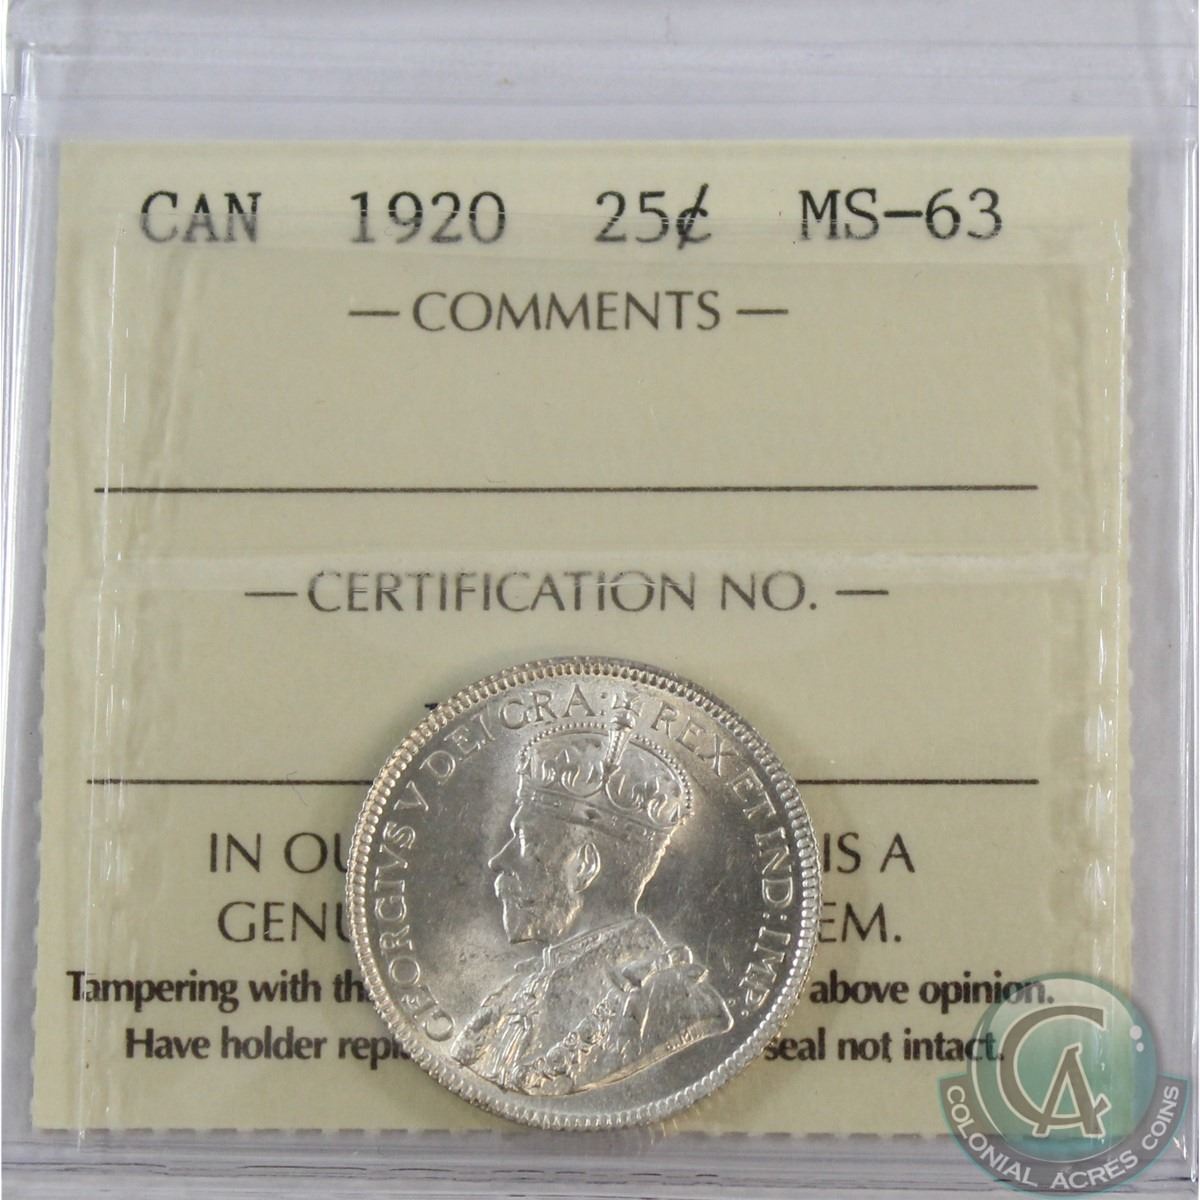 CAN 1920 25¢ MS-63
— COMMENTS —
— CERTIFICATION NO. —
GEORGIVS V DEI GRA: REX ET IND: IMP:
IN OU IS A
GENU EM.
Tampering with th above opinion.
Have holder repl seal not intact.
COLONIAL ACRES COINS
CA